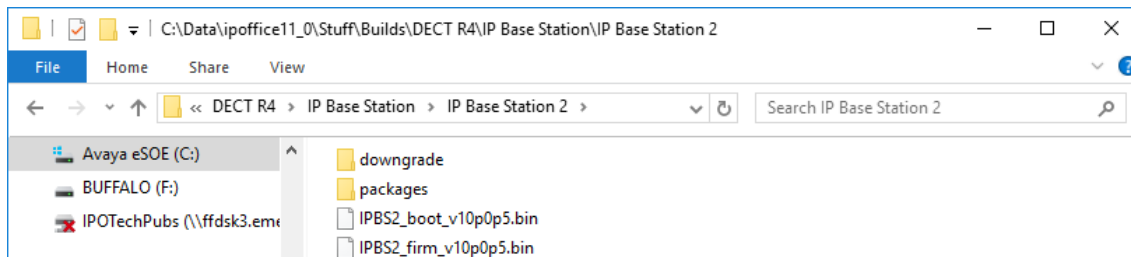 C:\Data\ipoffice11_0\Stuff\Builds\DECT R4\IP Base Station\IP Base Station 2
File Home Share View
« DECT R4 > IP Base Station > IP Base Station 2 > Search IP Base Station 2
Avaya eSOE (C:)
BUFFALO (F:)
IPOTechPubs (\\ffdsk3.eme
downgrade
packages
IPBS2_boot_v10p0p5.bin
IPBS2_firm_v10p0p5.bin